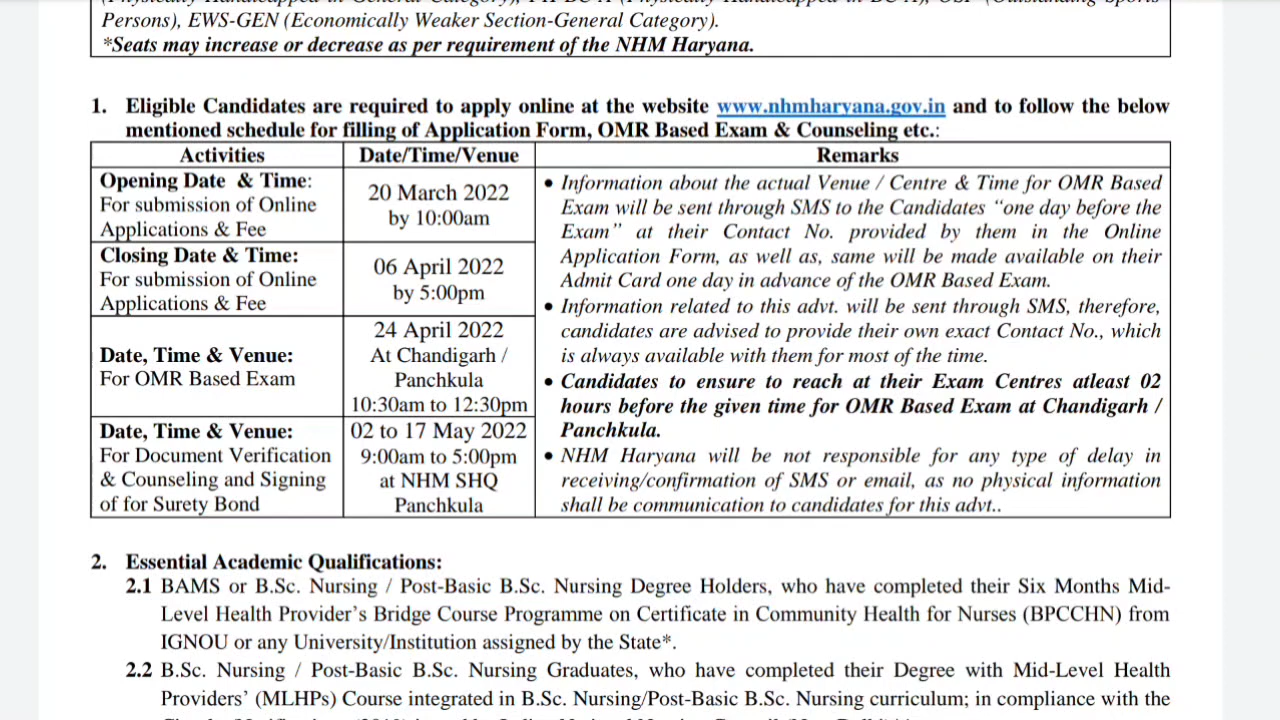 Persons), EWS-GEN (Economically Weaker Section-General Category).
*Seats may increase or decrease as per requirement of the NHM Haryana.
1. Eligible Candidates are required to apply online at the website www.nhmharyana.gov.in and to follow the below
mentioned schedule for filling of Application Form, OMR Based Exam & Counseling etc.:
Activities
Date/Time/Venue
Remarks
Opening Date & Time:
For submission of Online
Applications & Fee
20 March 2022
by 10:00am
Closing Date & Time:
For submission of Online
Applications & Fee
06 April 2022
by 5:00pm
Date, Time & Venue:
For OMR Based Exam
24 April 2022
At Chandigarh /
Panchkula
10:30am to 12:30pm
Date, Time & Venue:
For Document Verification
& Counseling and Signing
of for Surety Bond
02 to 17 May 2022
9:00am to 5:00pm
at NHM SHQ
Panchkula
• Information about the actual Venue / Centre & Time for OMR Based
Exam will be sent through SMS to the Candidates “one day before the
Exam” at their Contact No. provided by them in the Online
Application Form, as well as, same will be made available on their
Admit Card one day in advance of the OMR Based Exam.
• Information related to this advt. will be sent through SMS, therefore,
candidates are advised to provide their own exact Contact No., which
is always available with them for most of the time.
• Candidates to ensure to reach at their Exam Centres atleast 02
hours before the given time for OMR Based Exam at Chandigarh /
Panchkula.
• NHM Haryana will be not responsible for any type of delay in
receiving/confirmation of SMS or email, as no physical information
shall be communication to candidates for this advt..
2. Essential Academic Qualifications:
2.1 BAMS or B.Sc. Nursing / Post-Basic B.Sc. Nursing Degree Holders, who have completed their Six Months Mid-
Level Health Provider’s Bridge Course Programme on Certificate in Community Health for Nurses (BPCCHN) from
IGNOU or any University/Institution assigned by the State*.
2.2 B.Sc. Nursing / Post-Basic B.Sc. Nursing Graduates, who have completed their Degree with Mid-Level Health
Providers’ (MLHPs) Course integrated in B.Sc. Nursing/Post-Basic B.Sc. Nursing curriculum; in compliance with the